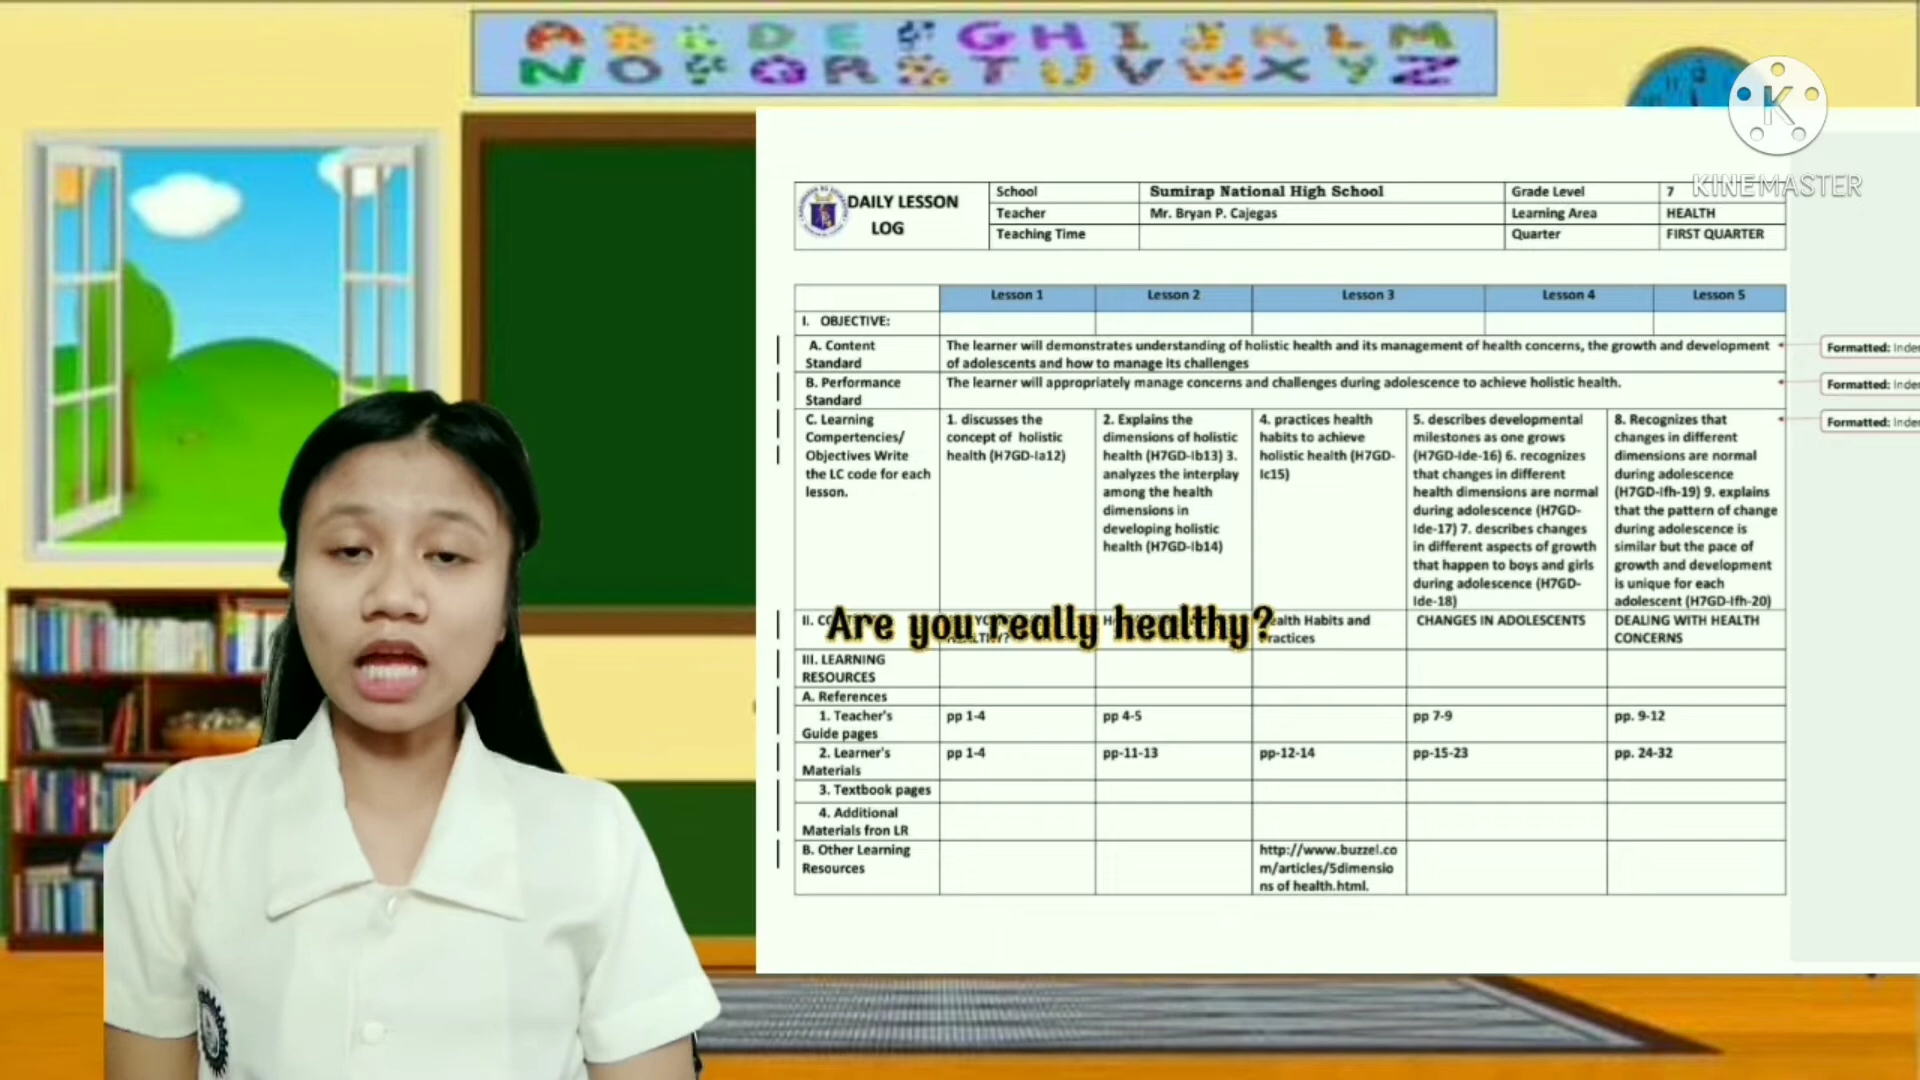 A B C D E F G H I J K L M
N O P Q R S T U V W X Y Z
K
KINEMASTER
DAILY LESSON
LOG
School
Sumirap National High School
Grade Level
7
Teacher
Mr. Bryan P. Cajegas
Learning Area
HEALTH
Teaching Time
Quarter
FIRST QUARTER
Lesson 1
Lesson 2
Lesson 3
Lesson 4
Lesson 5
I. OBJECTIVE:
A. Content
Standard
The learner will demonstrates understanding of holistic health and its management of health concerns, the growth and development
of adolescents and how to manage its challenges
B. Performance
Standard
The learner will appropriately manage concerns and challenges during adolescence to achieve holistic health.
C. Learning
Compertencies/
Objectives Write
the LC code for each
lesson.
1. discusses the
concept of holistic
health (H7GD-Ia12)
2. Explains the
dimensions of holistic
health (H7GD-Ib13) 3.
analyzes the interplay
among the health
dimensions in
developing holistic
health (H7GD-Ib14)
4. practices health
habits to achieve
holistic health (H7GD-
Ic15)
5. describes developmental
milestones as one grows
(H7GD-Ide-16) 6. recognizes
that changes in different
health dimensions are normal
during adolescence (H7GD-
Ide-17) 7. describes changes
in different aspects of growth
that happen to boys and girls
during adolescence (H7GD-
Ide-18)
8. Recognizes that
changes in different
dimensions are normal
during adolescence
(H7GD-Ifh-19) 9. explains
that the pattern of change
during adolescence is
similar but the pace of
growth and development
is unique for each
adolescent (H7GD-Ifh-20)
Formatted:
Formatted:
Formatted:
Are you really healthy?
II.
Habits and
CHANGES IN ADOLESCENTS
DEALING WITH HEALTH
CONCERNS
III. LEARNING
RESOURCES
A. References
1. Teacher's
Guide pages
pp 1-4
pp 4-5
pp 7-9
pp. 9-12
2. Learner's
Materials
pp 1-4
pp-11-13
pp-12-14
pp-15-23
pp. 24-32
3. Textbook pages
4. Additional
Materials fron LR
B. Other Learning
Resources
http://www.buzzel.co
m/articles/5dimensio
ns of health.html.